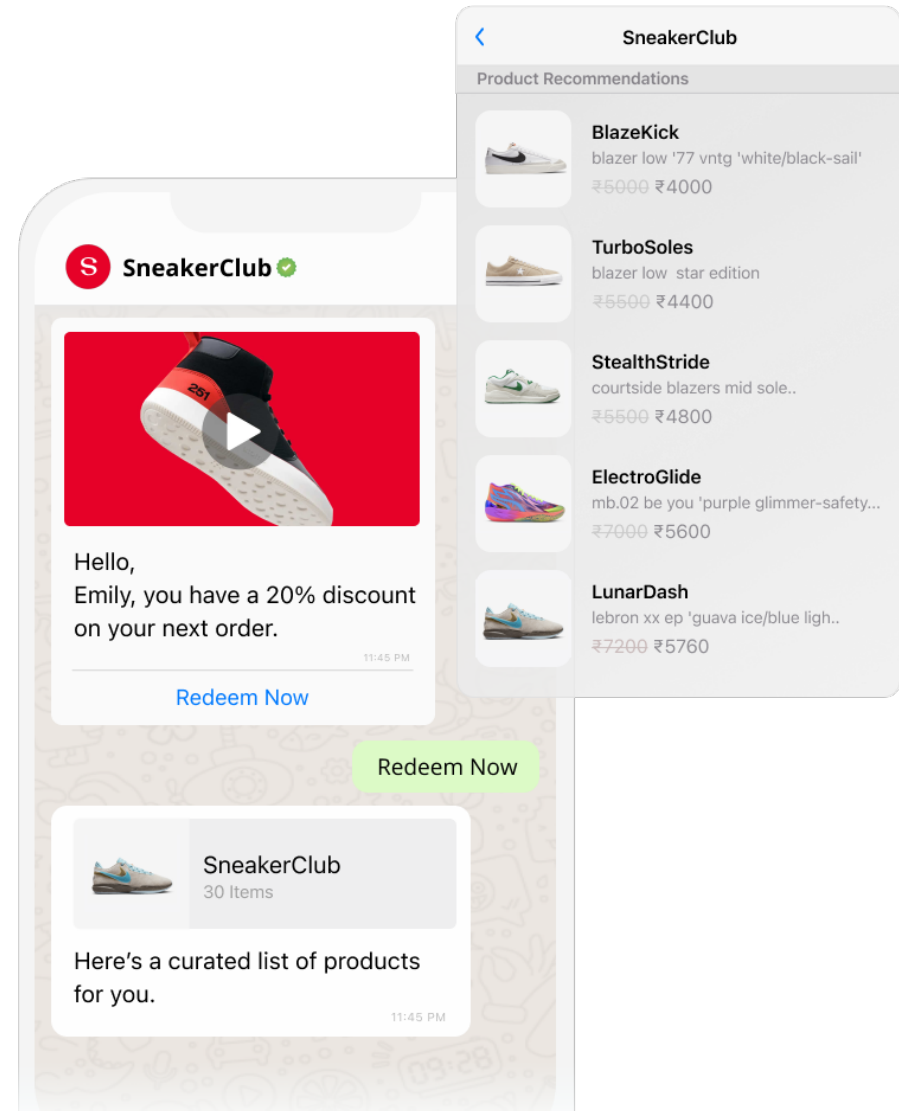 SneakerClub
Product Recommendations
BlazeKick
blazer low '77 vntg 'white/black-sail'
₹5000 ₹4000
TurboSoles
blazer low star edition
₹5500 ₹4400
StealthStride
courtside blazers mid sole..
₹5500 ₹4800
ElectroGlide
mb.02 be you 'purple glimmer-safety...
₹7000 ₹5600
LunarDash
lebron xx ep 'guava ice/blue ligh..
₹7200 ₹5760
S
SneakerClub
251
Hello,
Emily, you have a 20% discount
on your next order.
11:45 PM
Redeem Now
Redeem Now
SneakerClub
30 Items
Here's a curated list of products
for you.
11:45 PM
09:28